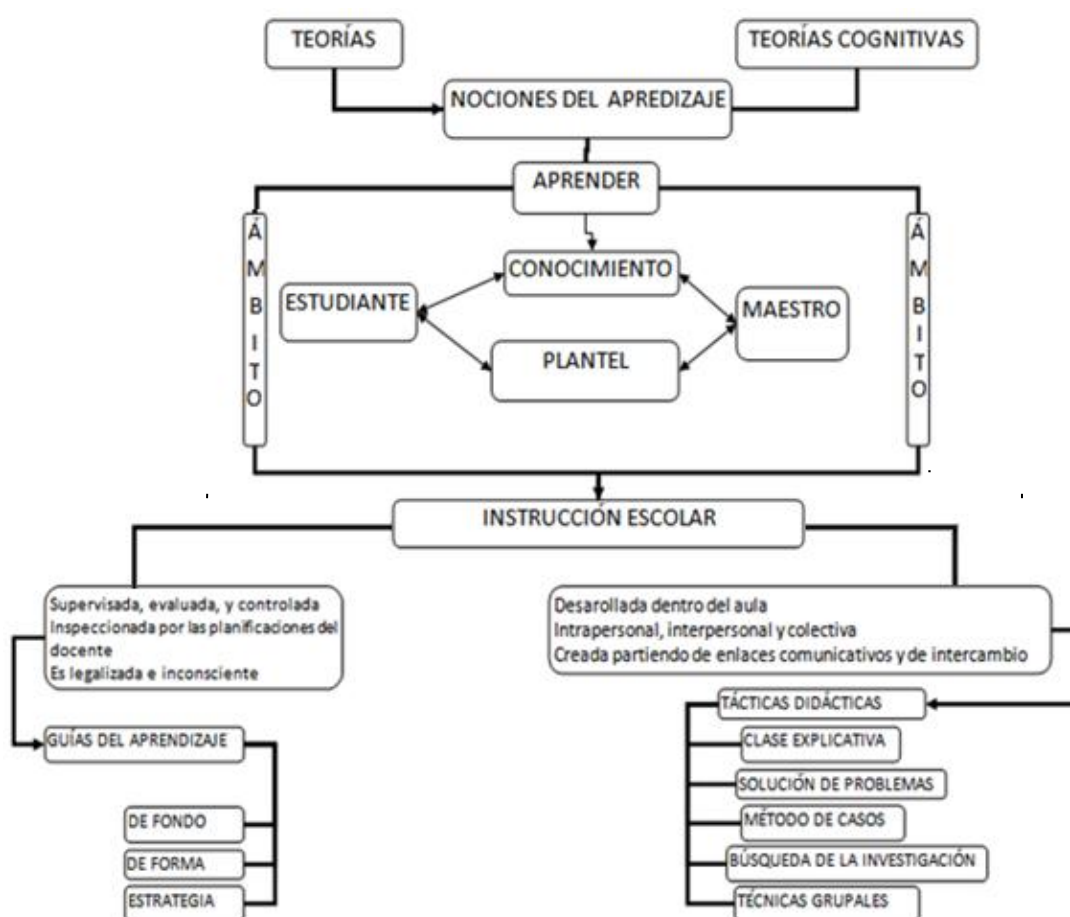 TEORÍAS
TEORÍAS COGNITIVAS
NOCIONES DEL APREDIZAJE
APRENDER
ÁMBITO
CONOCIMIENTO
ESTUDIANTE
MAESTRO
PLANTEL
ÁMBITO
INSTRUCCIÓN ESCOLAR
Supervisada, evaluada, y controlada
Inspeccionada por las planificaciones del
docente
Es legalizada e inconsciente
Desarollada dentro del aula
Intrapersonal, interpersonal y colectiva
Creada partiendo de enlaces comunicativos y de intercambio
GUÍAS DEL APRENDIZAJE
DE FONDO
DE FORMA
ESTRATEGIA
TÁCTICAS DIDÁCTICAS
CLASE EXPLICATIVA
SOLUCIÓN DE PROBLEMAS
MÉTODO DE CASOS
BÚSQUEDA DE LA INVESTIGACIÓN
TÉCNICAS GRUPALES